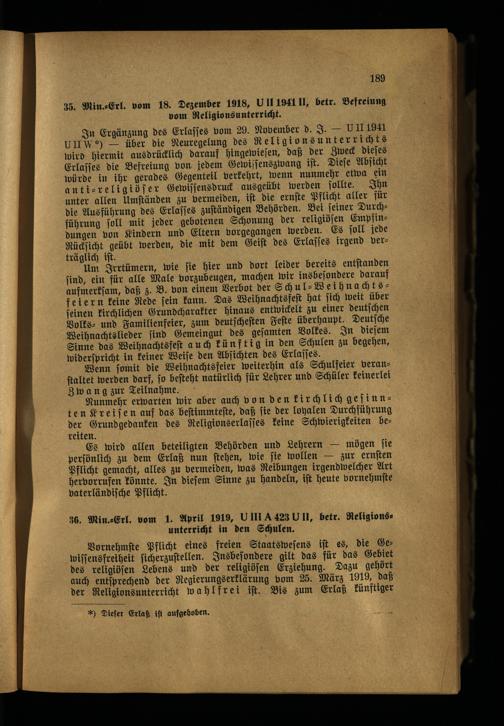 189
35. Min.-Erl. vom 18. Dezember 1918, U II 1941 II, betr. Befreiung
vom Religionsunterricht.
In Ergänzung des Erlasses vom 29. November d. J. — U II 1941
U II W*) — über die Neuregelung des Religionsunterrichts
wird hiermit ausdrücklich darauf hingewiesen, daß der Zweck dieses
Erlasses die Befreiung von jedem Gewissenszwang ist. Diese Absicht
würde in ihr gerades Gegenteil verkehrt, wenn nunmehr etwa ein
anti-religiöser Gewissensdruck ausgeübt werden sollte. Ihn
unter allen Umständen zu vermeiden, ist die ernste Pflicht aller für
die Ausführung des Erlasses zuständigen Behörden. Bei seiner Durch-
führung soll mit jeder gebotenen Schonung der religiösen Empfin-
dungen von Kindern und Eltern vorgegangen werden. Es soll jede
Rücksicht geübt werden, die mit dem Geist des Erlasses irgend ver-
träglich ist.
Um Irrtümern, wie sie hier und dort leider bereits entstanden
sind, ein für alle Male vorzubeugen, machen wir insbesondere darauf
aufmerksam, daß z. B. von einem Verbot der Schul-Weihnachts-
feiern keine Rede sein kann. Das Weihnachtsfest hat sich weit über
seinen kirchlichen Grundcharakter hinaus entwickelt zu einer deutschen
Volks- und Familienfeier, zum deutschesten Feste überhaupt. Deutsche
Weihnachtslieder sind Gemeingut des gesamten Volkes. In diesem
Sinne das Weihnachtsfest auch künftig in den Schulen zu begehen,
widerspricht in keiner Weise den Absichten des Erlasses.
Wenn somit die Weihnachtsfeier weiterhin als Schulfeier veran-
staltet werden darf, so besteht natürlich für Lehrer und Schüler keinerlei
Zwang zur Teilnahme.
Nunmehr erwarten wir aber auch von den kirchlich gesinn-
ten Kreisen auf das bestimmteste, daß sie der loyalen Durchführung
der Grundgedanken des Religionserlasses keine Schwierigkeiten be-
reiten.
Es wird allen beteiligten Behörden und Lehrern — mögen sie
persönlich zu dem Erlaß nun stehen, wie sie wollen — zur ernsten
Pflicht gemacht, alles zu vermeiden, was Reibungen irgendwelcher Art
hervorrufen könnte. In diesem Sinne zu handeln, ist heute vornehmste
vaterländische Pflicht.
36. Min.-Erl. vom 1. April 1919, U III A 423 U II, betr. Religions-
unterricht in den Schulen.
Vornehmste Pflicht eines freien Staatswesens ist es, die Ge-
wissensfreiheit sicherzustellen. Insbesondere gilt das für das Gebiet
des religiösen Lebens und der religiösen Erziehung. Dazu gehört
auch entsprechend der Regierungserklärung vom 25. März 1919, daß
der Religionsunterricht wahlfrei ist. Bis zum Erlaß künftiger
*) Dieser Erlaß ist aufgehoben.